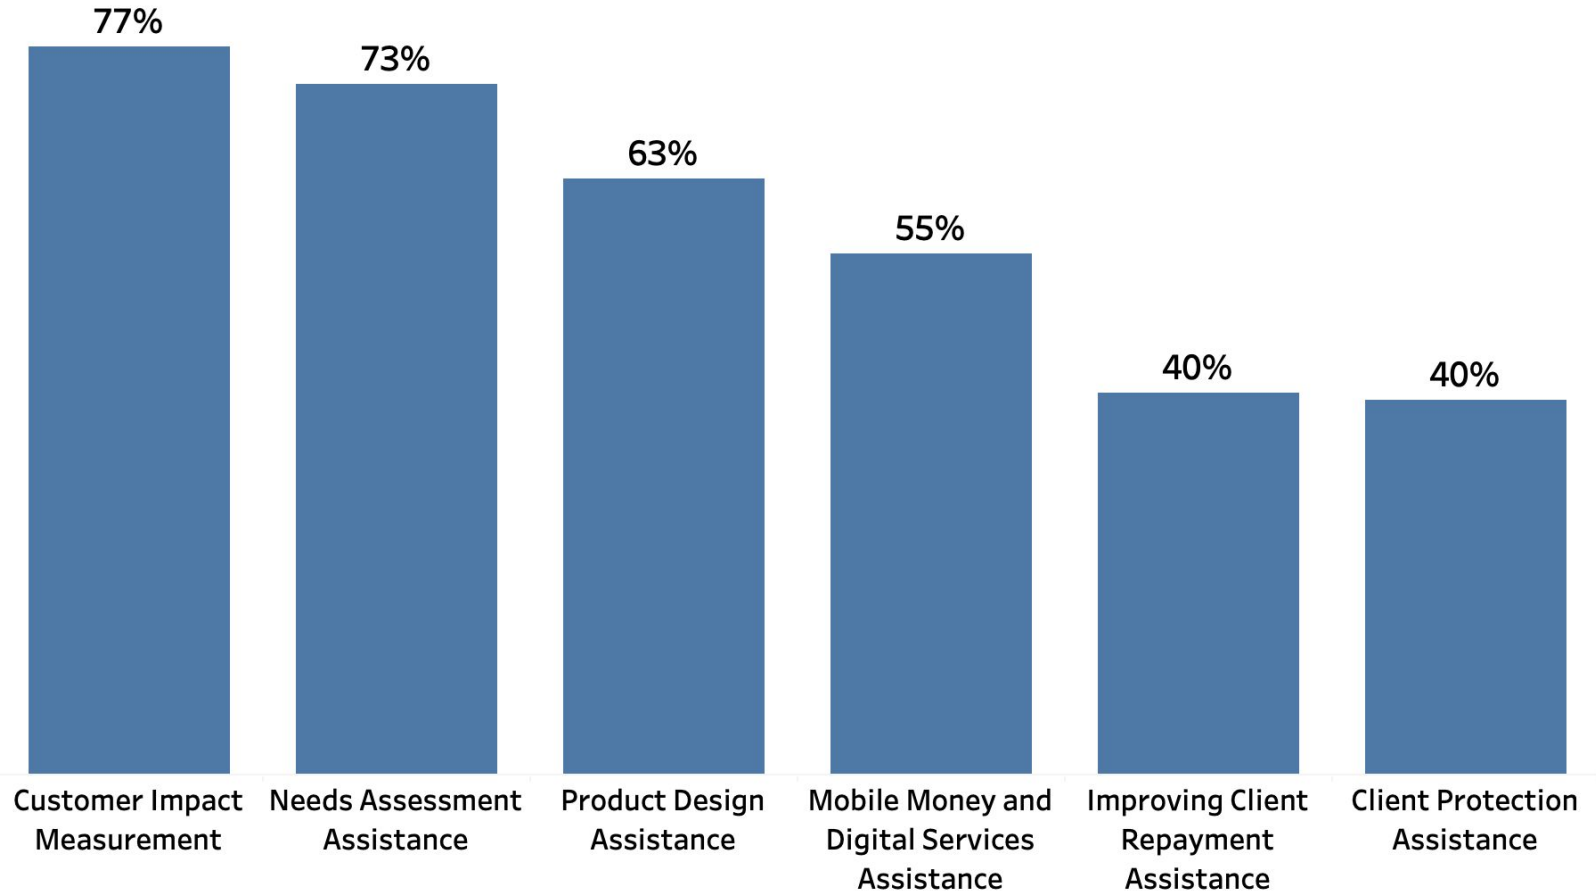 77%
73%
63%
55%
40%
40%
Customer Impact
Measurement
Needs Assessment
Assistance
Product Design
Assistance
Mobile Money and
Digital Services
Assistance
Improving Client
Repayment
Assistance
Client Protection
Assistance